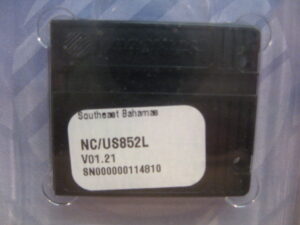 Southeast Bahamas
NC/US852L
V01.21
SN000000114810